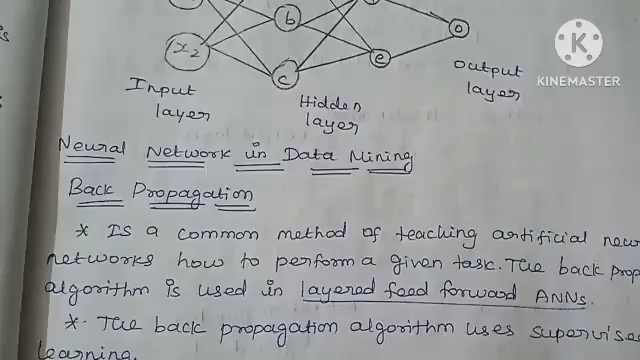 x2
b
c
e
o
Input
layer
Hidden
layer
output
layer
K
KINEMASTER
Neural Network in Data Mining
Back Propagation
* Is a common method of teaching artificial
networks how to perform a given task. The back
algorithm is used in layered feed forward ANNs.
* The back propagation algorithm uses
learning.